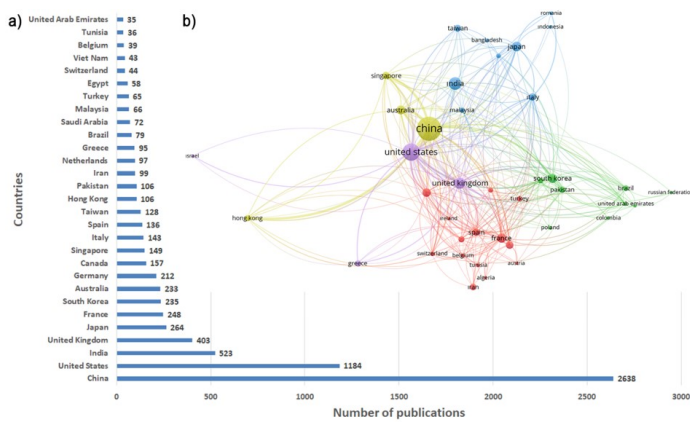 a)
United Arab Emirates 35
Tunisia 36
Belgium 39
Viet Nam 43
Switzerland 44
Egypt 58
Turkey 65
Malaysia 66
Saudi Arabia 72
Brazil 79
Greece 95
Netherlands 97
Iran 99
Pakistan 106
Hong Kong 106
Taiwan 128
Spain 136
Italy 143
Singapore 149
Canada 157
Germany 212
Australia 233
South Korea 235
France 248
Japan 264
United Kingdom 403
India 523
United States 1184
China 2638
Countries
0 500 1000 1500 2000 2500 3000
Number of publications
b)
romania
indonesia
taiwan
bangladesh
japan
singapore
india
italy
australia
malaysia
china
united states
israel
united kingdom
south korea
pakistan
brazil
russian federation
turkey
united arab emirates
hong kong
ireland
colombia
poland
spain
france
switzerland
belgium
greece
tunisia
austria
algeria
iran